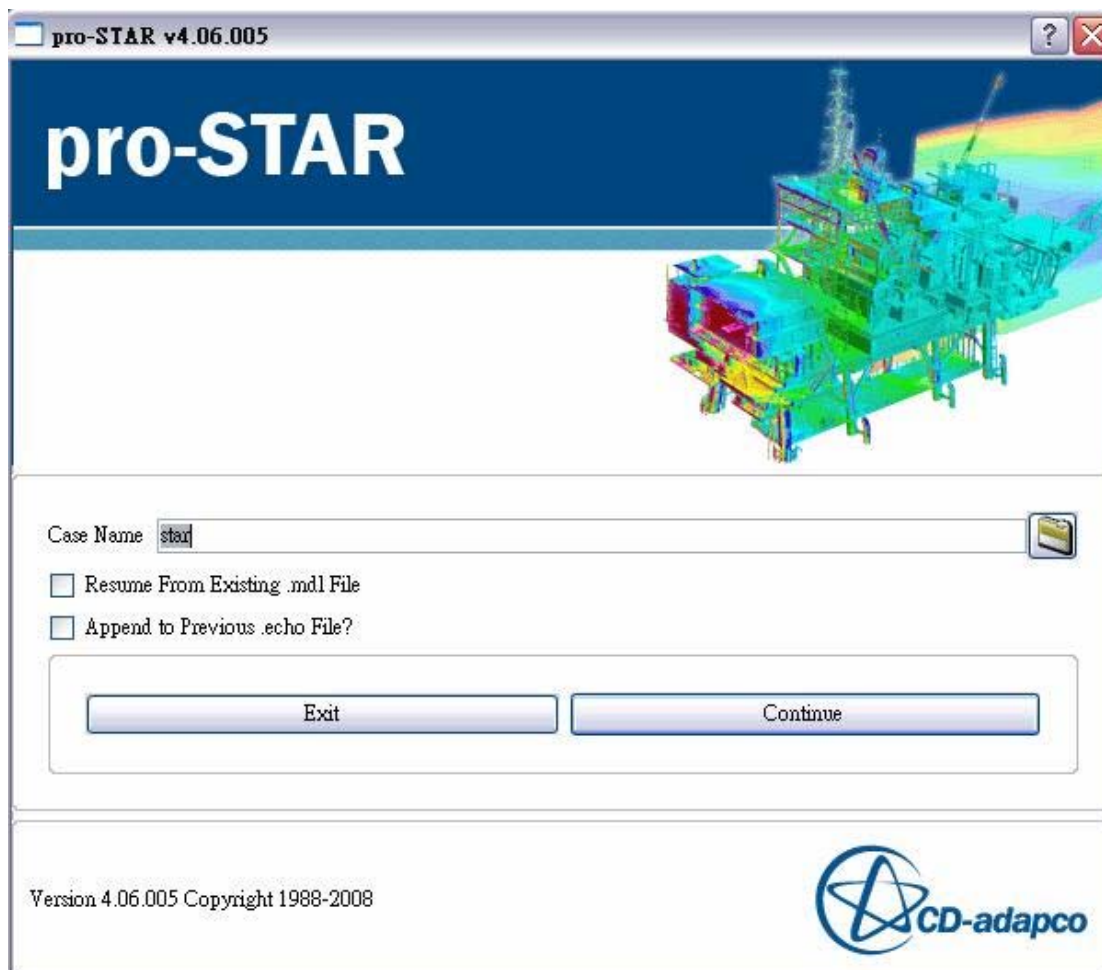 pro-STAR v4.06.005
pro-STAR
Case Name star
Resume From Existing .mdl File
Append to Previous .echo File?
Exit Continue
Version 4.06.005 Copyright 1988-2008
CD-adapco